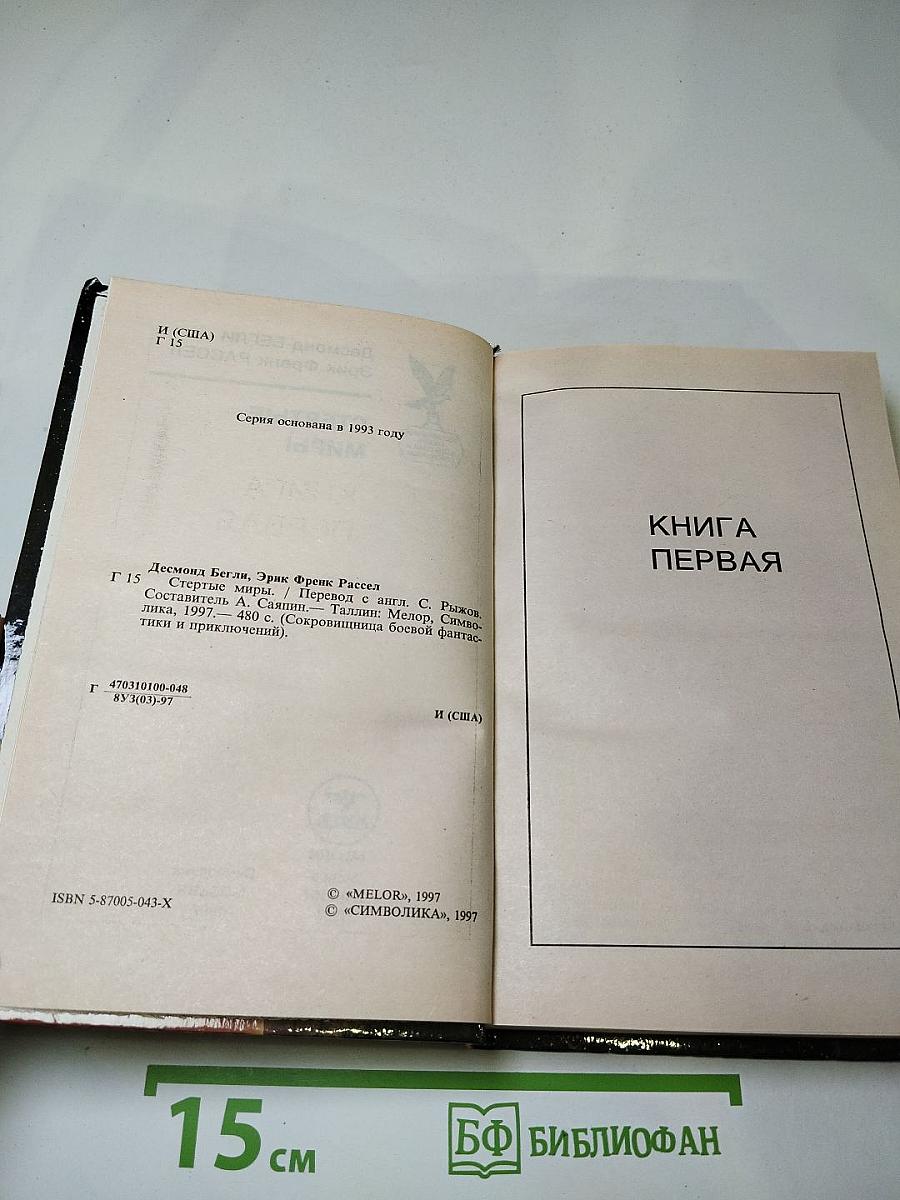 И (США)
Г 15
Серия основана в 1993 году
Десмонд Бегли, Эрик Френк Рассел
Г 15 Стертые миры. / Перевод с англ. С. Рыжов.
Составитель А. Саяпин.— Таллин: Мелор, Символика, 1997.— 480 с. (Сокровищница боевой фантас-
тики и приключений).
Г 470310100-048
8У3(03)-97
И (США)
ISBN 5-87005-043-X
© «MELOR», 1997
© «СИМВОЛИКА», 1997
КНИГА
ПЕРВАЯ
15 см
БФ БИБЛИОФАН